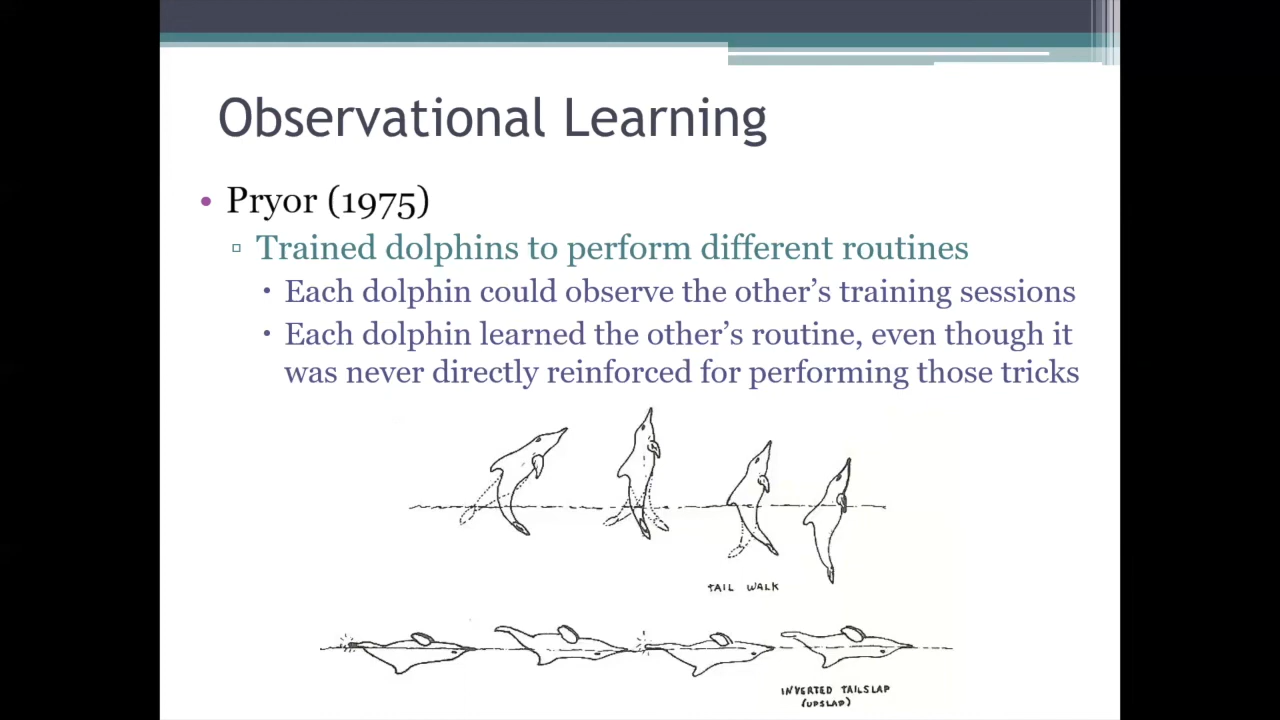 Observational Learning
• Pryor (1975)
▫ Trained dolphins to perform different routines
• Each dolphin could observe the other’s training sessions
• Each dolphin learned the other’s routine, even though it
was never directly reinforced for performing those tricks
TAIL WALK
INVERTED TAILSLAP
(UPSLAP)